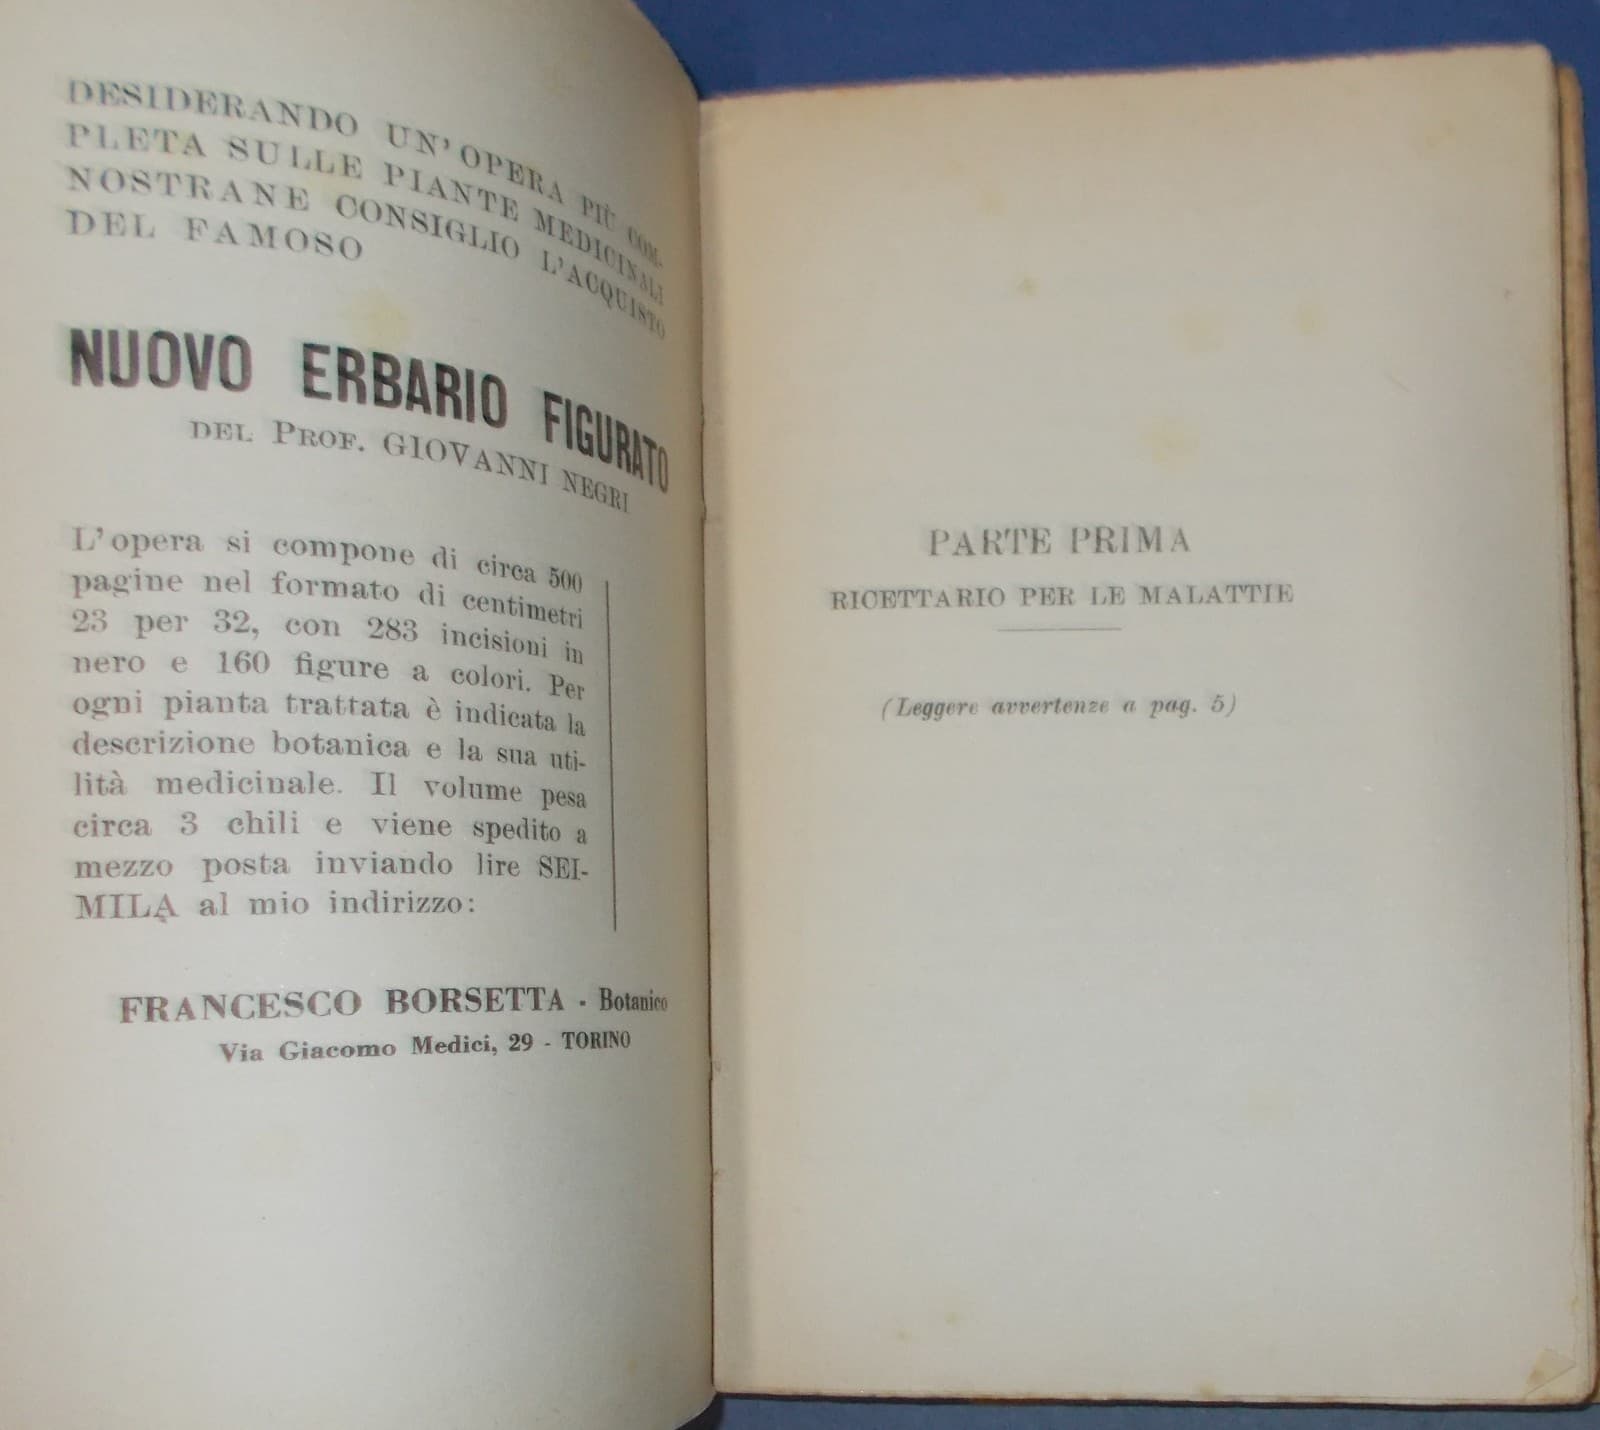 DESIDERANDO UN'OPERA PIÙ COM-
PLETA SULLE PIANTE MEDICINALI
NOSTRANE CONSIGLIO L'ACQUISTO
DEL FAMOSO
NUOVO ERBARIO FIGURATO
DEL PROF. GIOVANNI NEGRI
L'opera si compone di circa 500
pagine nel formato di centimetri
23 per 32, con 283 incisioni in
nero e 160 figure a colori. Per
ogni pianta trattata è indicata la
descrizione botanica e la sua uti-
lità medicinale. Il volume pesa
circa 3 chili e viene spedito a
mezzo posta inviando lire SEI-
MILA al mio indirizzo:
FRANCESCO BORSETTA - Botanico
Via Giacomo Medici, 29 - TORINO
PARTE PRIMA
RICETTARIO PER LE MALATTIE
(Leggere avvertenze a pag. 5)